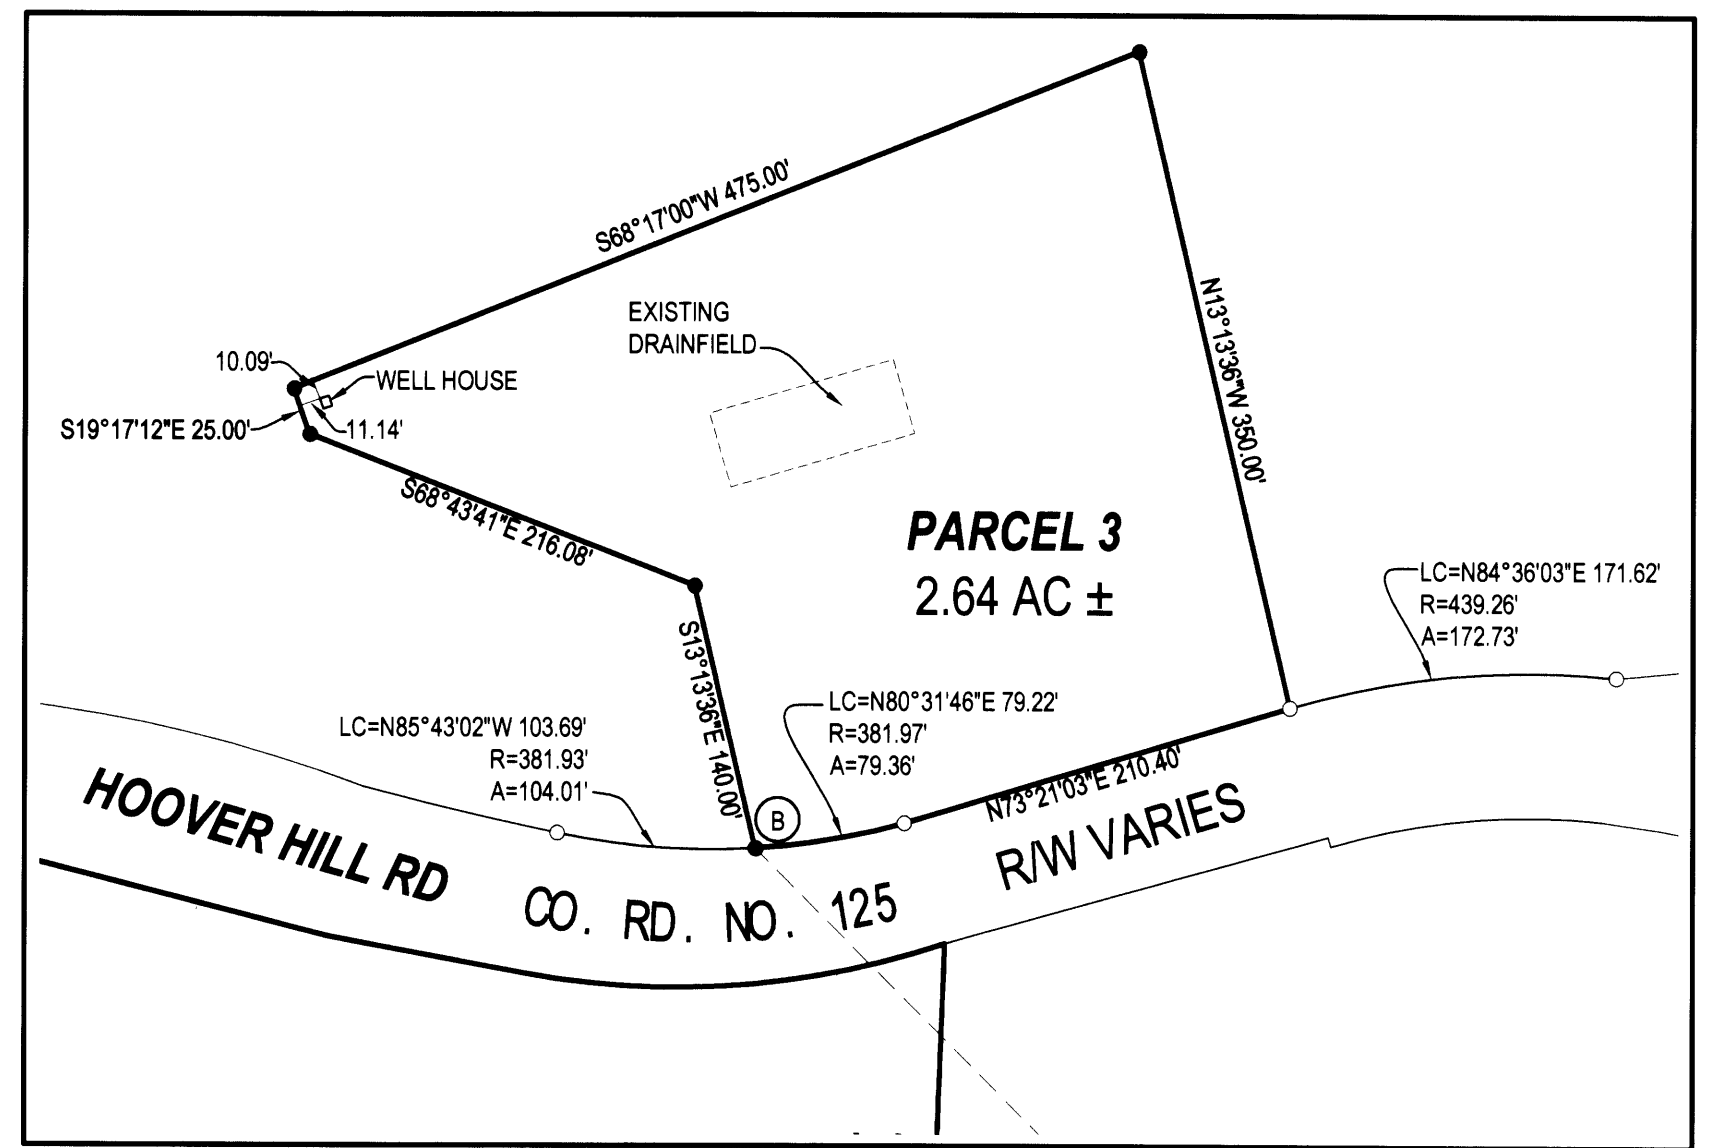 S68°17'00"W 475.00'
N13°13'36"W 350.00'
EXISTING
DRAINFIELD
10.09'
WELL HOUSE
S19°17'12"E 25.00'
11.14'
S68°43'41"E 216.08'
PARCEL 3
2.64 AC ±
LC=N84°36'03"E 171.62'
R=439.26'
A=172.73'
S13°13'36"E 140.00'
LC=N80°31'46"E 79.22'
R=381.97'
A=79.36'
LC=N85°43'02"W 103.69'
R=381.93'
A=104.01'
B
N73°21'03"E 210.40'
HOOVER HILL RD CO. RD. NO. 125 R/W VARIES